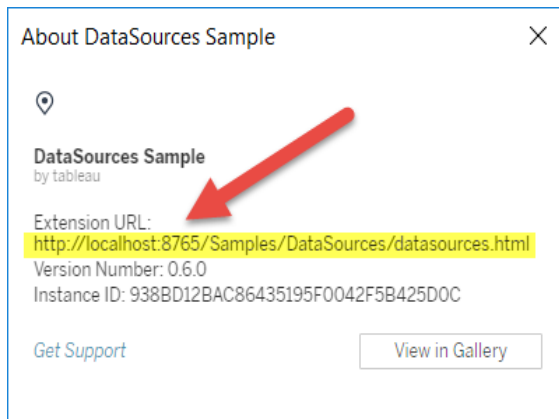 About DataSources Sample
DataSources Sample
by tableau
Extension URL:
http://localhost:8765/Samples/DataSources/datasources.html
Version Number: 0.6.0
Instance ID: 938BD12BAC86435195F0042F5B425D0C
Get Support
View in Gallery